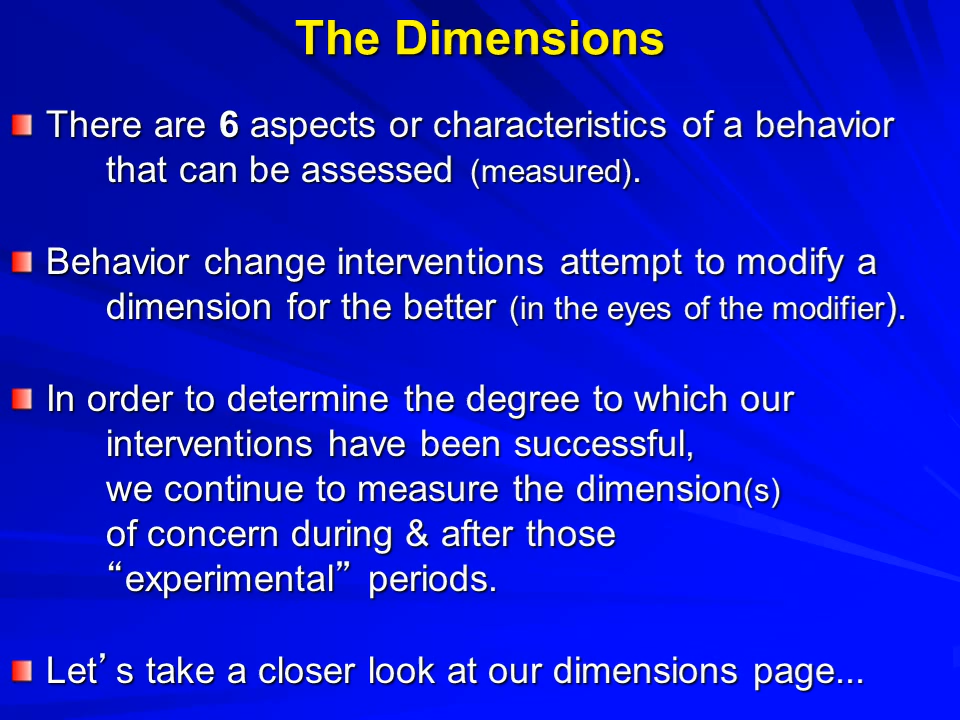 The Dimensions
There are 6 aspects or characteristics of a behavior
that can be assessed (measured).
Behavior change interventions attempt to modify a
dimension for the better (in the eyes of the modifier).
In order to determine the degree to which our
interventions have been successful,
we continue to measure the dimension(s)
of concern during & after those
“experimental” periods.
Let’s take a closer look at our dimensions page...